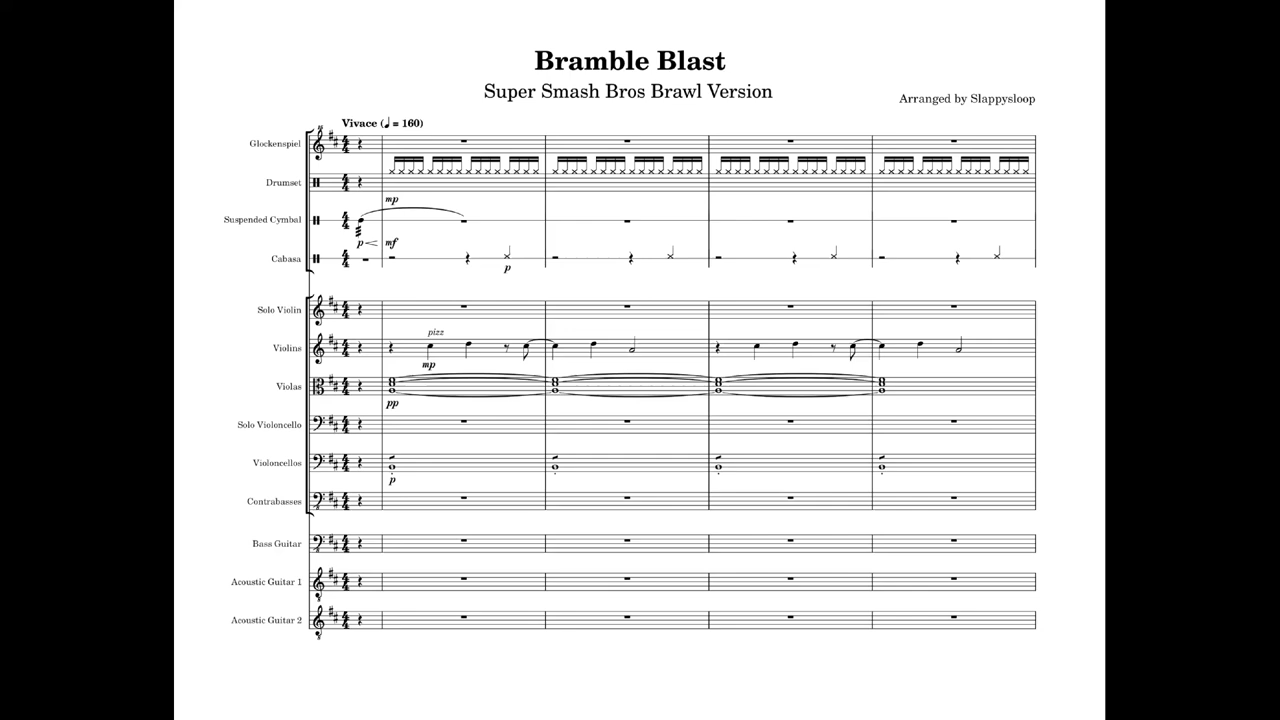 Bramble Blast
Super Smash Bros Brawl Version
Arranged by Slappysloop
Vivace (♩ = 160)
Glockenspiel
Drumset
mp
Suspended Cymbal
p mf
Cabasa
p
Solo Violin
pizz
Violins
mp
Violas
pp
Solo Violoncello
Violoncellos
p
Contrabasses
Bass Guitar
Acoustic Guitar 1
Acoustic Guitar 2